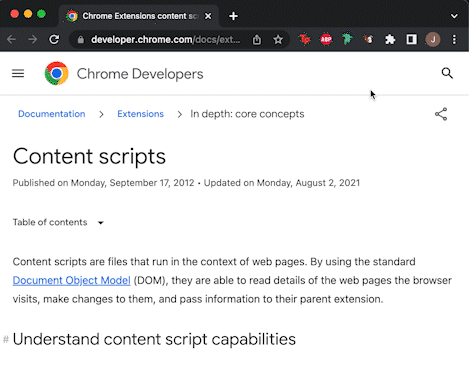 Chrome Extensions content scr
developer.chrome.com/docs/ext...
ABP
J
Chrome Developers
Documentation > Extensions > In depth: core concepts
Content scripts
Published on Monday, September 17, 2012 • Updated on Monday, August 2, 2021
Table of contents
Content scripts are files that run in the context of web pages. By using the standard
Document Object Model (DOM), they are able to read details of the web pages the browser
visits, make changes to them, and pass information to their parent extension.
# Understand content script capabilities